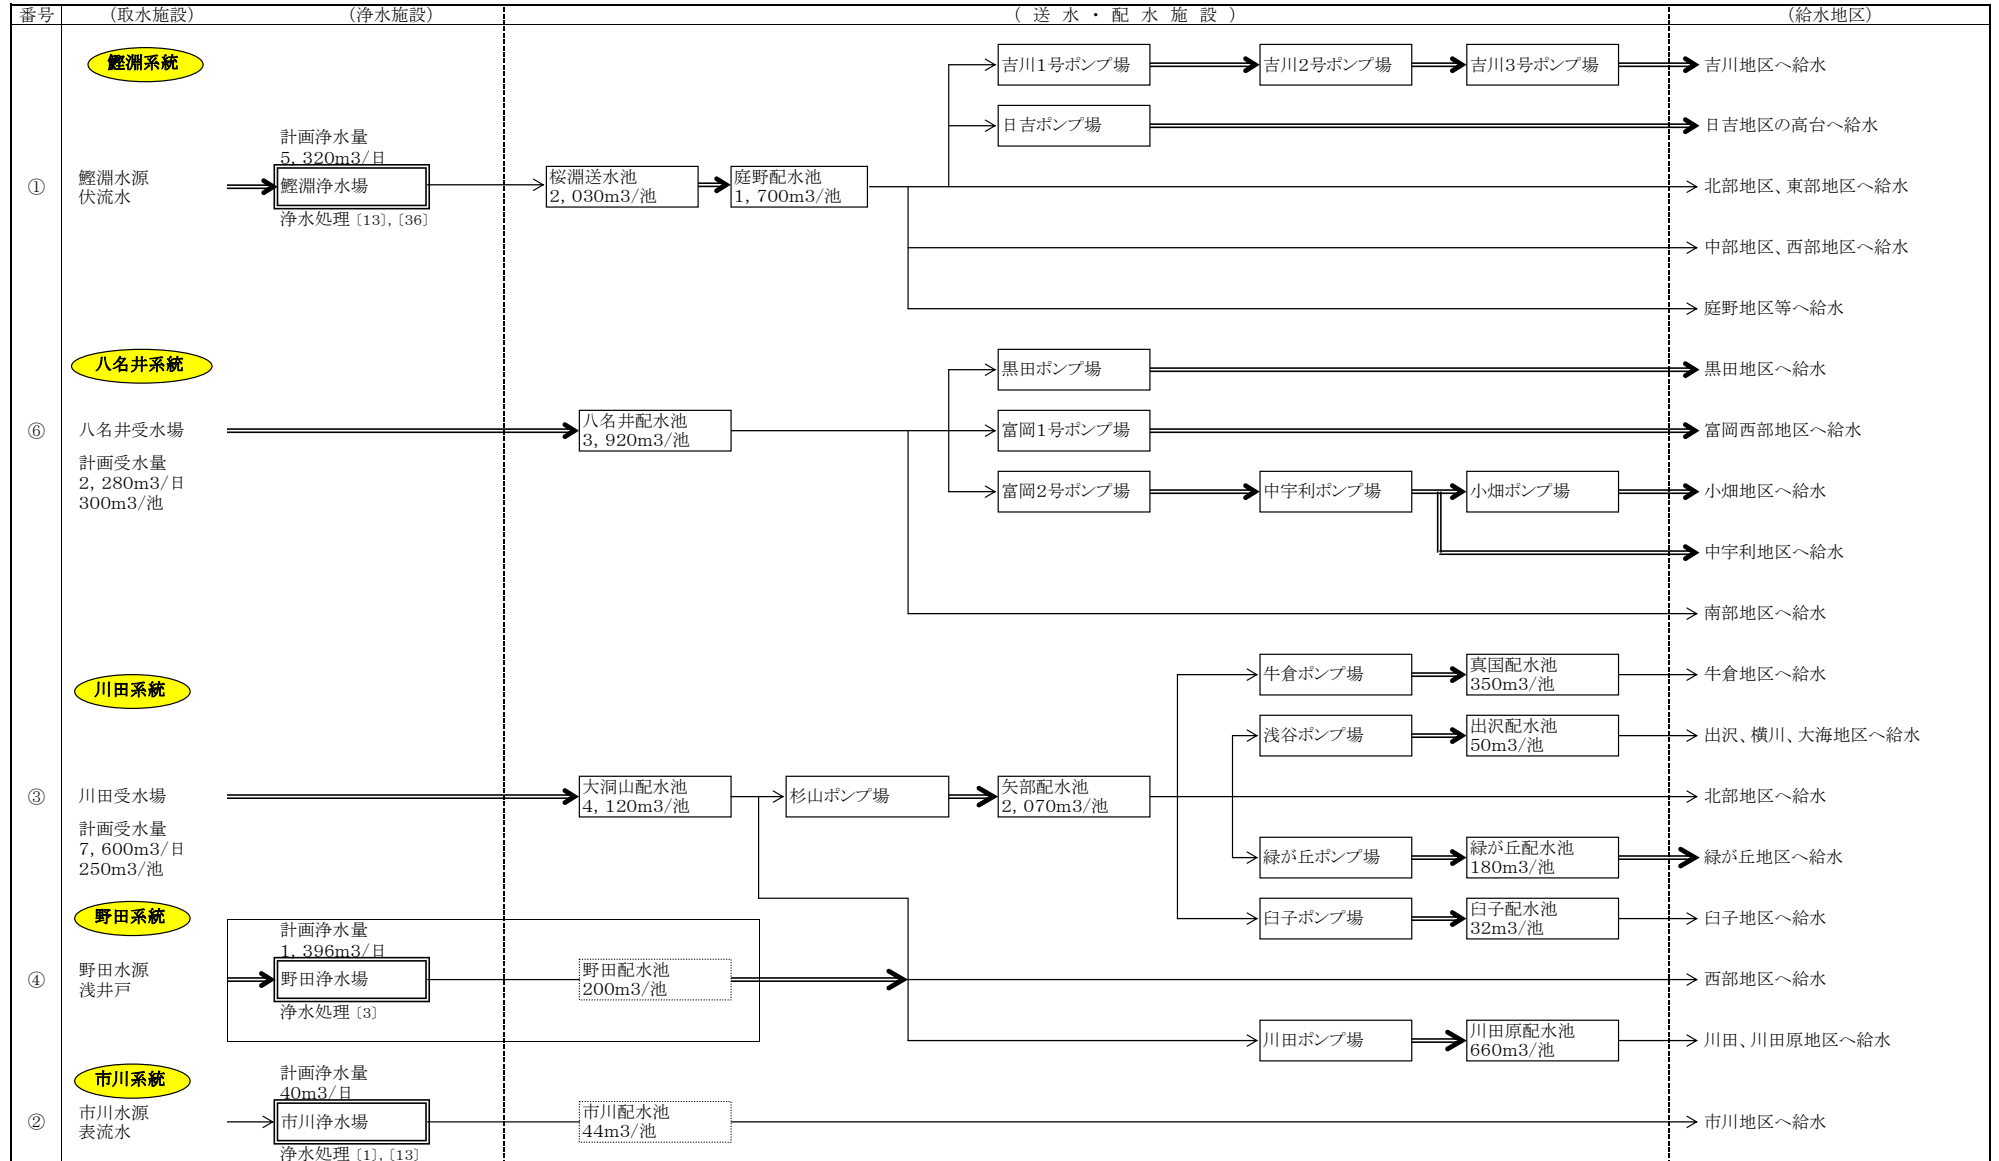 番号
(取水施設)
(浄水施設)
( 送 水 ・ 配 水 施 設 )
(給水地区)
鰹淵系統
吉川1号ポンプ場
吉川2号ポンプ場
吉川3号ポンプ場
吉川地区へ給水
日吉ポンプ場
日吉地区の高台へ給水
計画浄水量
5, 320m3/日
①
鰹淵水源
伏流水
鰹淵浄水場
浄水処理〔13〕,〔36〕
桜淵送水池
2, 030m3/池
庭野配水池
1, 700m3/池
北部地区、東部地区へ給水
中部地区、西部地区へ給水
庭野地区等へ給水
八名井系統
黒田ポンプ場
黒田地区へ給水
⑥
八名井受水場
計画受水量
2, 280m3/日
300m3/池
八名井配水池
3, 920m3/池
富岡1号ポンプ場
富岡西部地区へ給水
富岡2号ポンプ場
中宇利ポンプ場
小畑ポンプ場
小畑地区へ給水
中宇利地区へ給水
南部地区へ給水
川田系統
牛倉ポンプ場
真国配水池
350m3/池
牛倉地区へ給水
浅谷ポンプ場
出沢配水池
50m3/池
出沢、横川、大海地区へ給水
③
川田受水場
計画受水量
7, 600m3/日
250m3/池
大洞山配水池
4, 120m3/池
杉山ポンプ場
矢部配水池
2, 070m3/池
北部地区へ給水
緑が丘ポンプ場
緑が丘配水池
180m3/池
緑が丘地区へ給水
野田系統
臼子ポンプ場
臼子配水池
32m3/池
臼子地区へ給水
計画浄水量
1, 396m3/日
④
野田水源
浅井戸
野田浄水場
浄水処理〔3〕
野田配水池
200m3/池
西部地区へ給水
川田ポンプ場
川田原配水池
660m3/池
川田、川田原地区へ給水
市川系統
計画浄水量
40m3/日
②
市川水源
表流水
市川浄水場
浄水処理〔1〕,〔13〕
市川配水池
44m3/池
市川地区へ給水